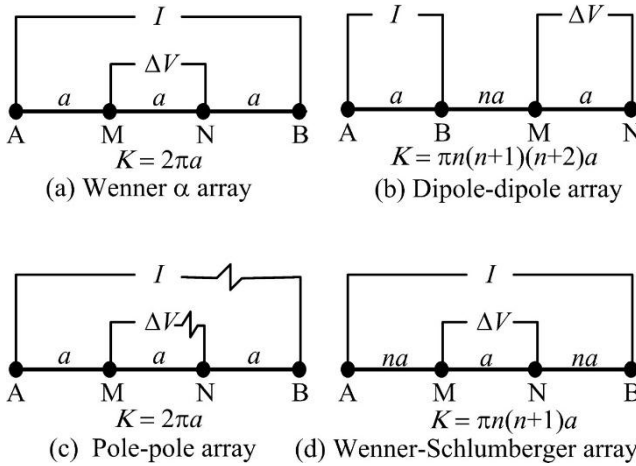 I I ΔV
ΔV
a a a a na a
A M N B A B M N
K = 2πa K = πn(n+1)(n+2)a
(a) Wenner α array (b) Dipole-dipole array
I I
ΔV ΔV
a a a na a na
A M N B A M N B
K = 2πa K = πn(n+1)a
(c) Pole-pole array (d) Wenner-Schlumberger array